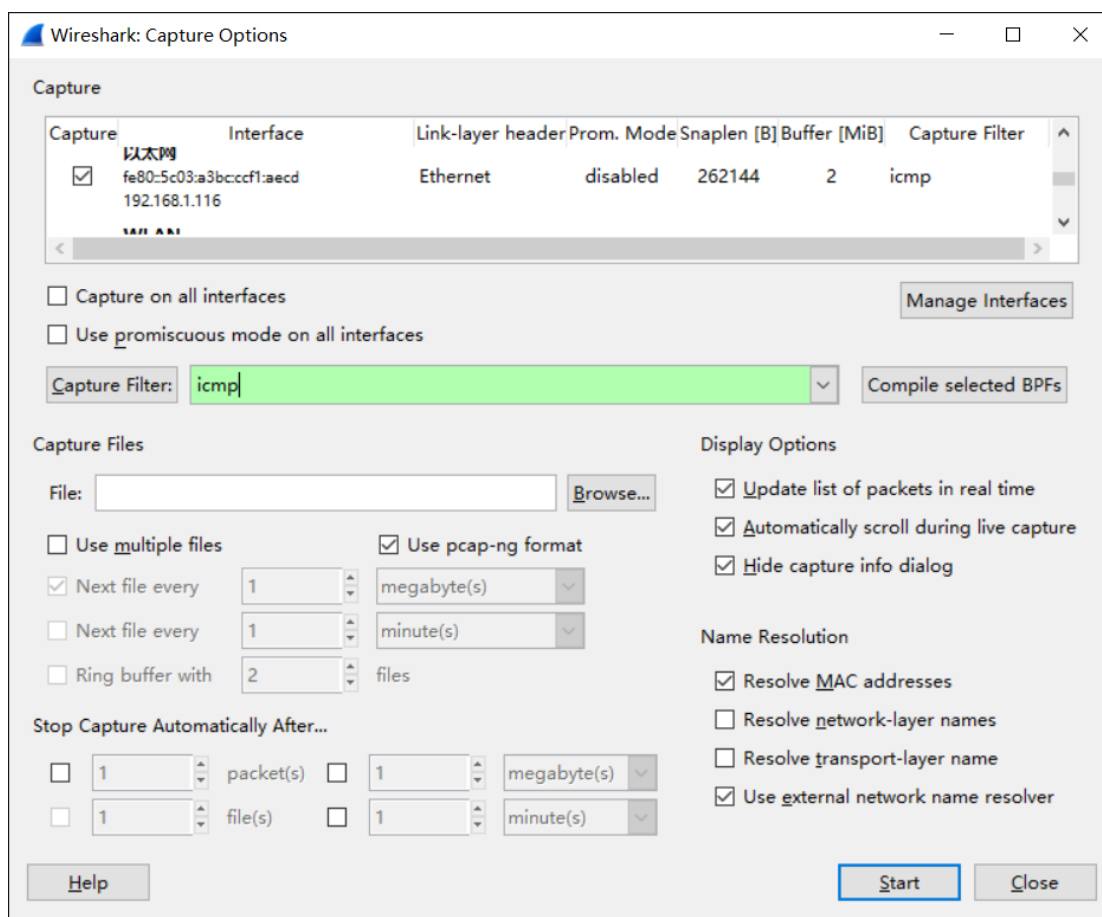 Wireshark: Capture Options
Capture
Capture Interface Link-layer header Prom. Mode Snaplen [B] Buffer [MiB] Capture Filter
以太网
fe80::5c03:a3bc:ccf1:aecd Ethernet disabled 262144 2 icmp
192.168.1.116
WLAN
Capture on all interfaces
Manage Interfaces
Use promiscuous mode on all interfaces
Capture Filter: icmp Compile selected BPFs
Capture Files
Display Options
File: Browse...
Update list of packets in real time
Automatically scroll during live capture
Use multiple files Use pcap-ng format
Hide capture info dialog
Next file every 1 megabyte(s)
Next file every 1 minute(s)
Name Resolution
Ring buffer with 2 files
Resolve MAC addresses
Resolve network-layer names
Stop Capture Automatically After...
Resolve transport-layer name
1 packet(s) 1 megabyte(s)
Use external network name resolver
1 file(s) 1 minute(s)
Help Start Close